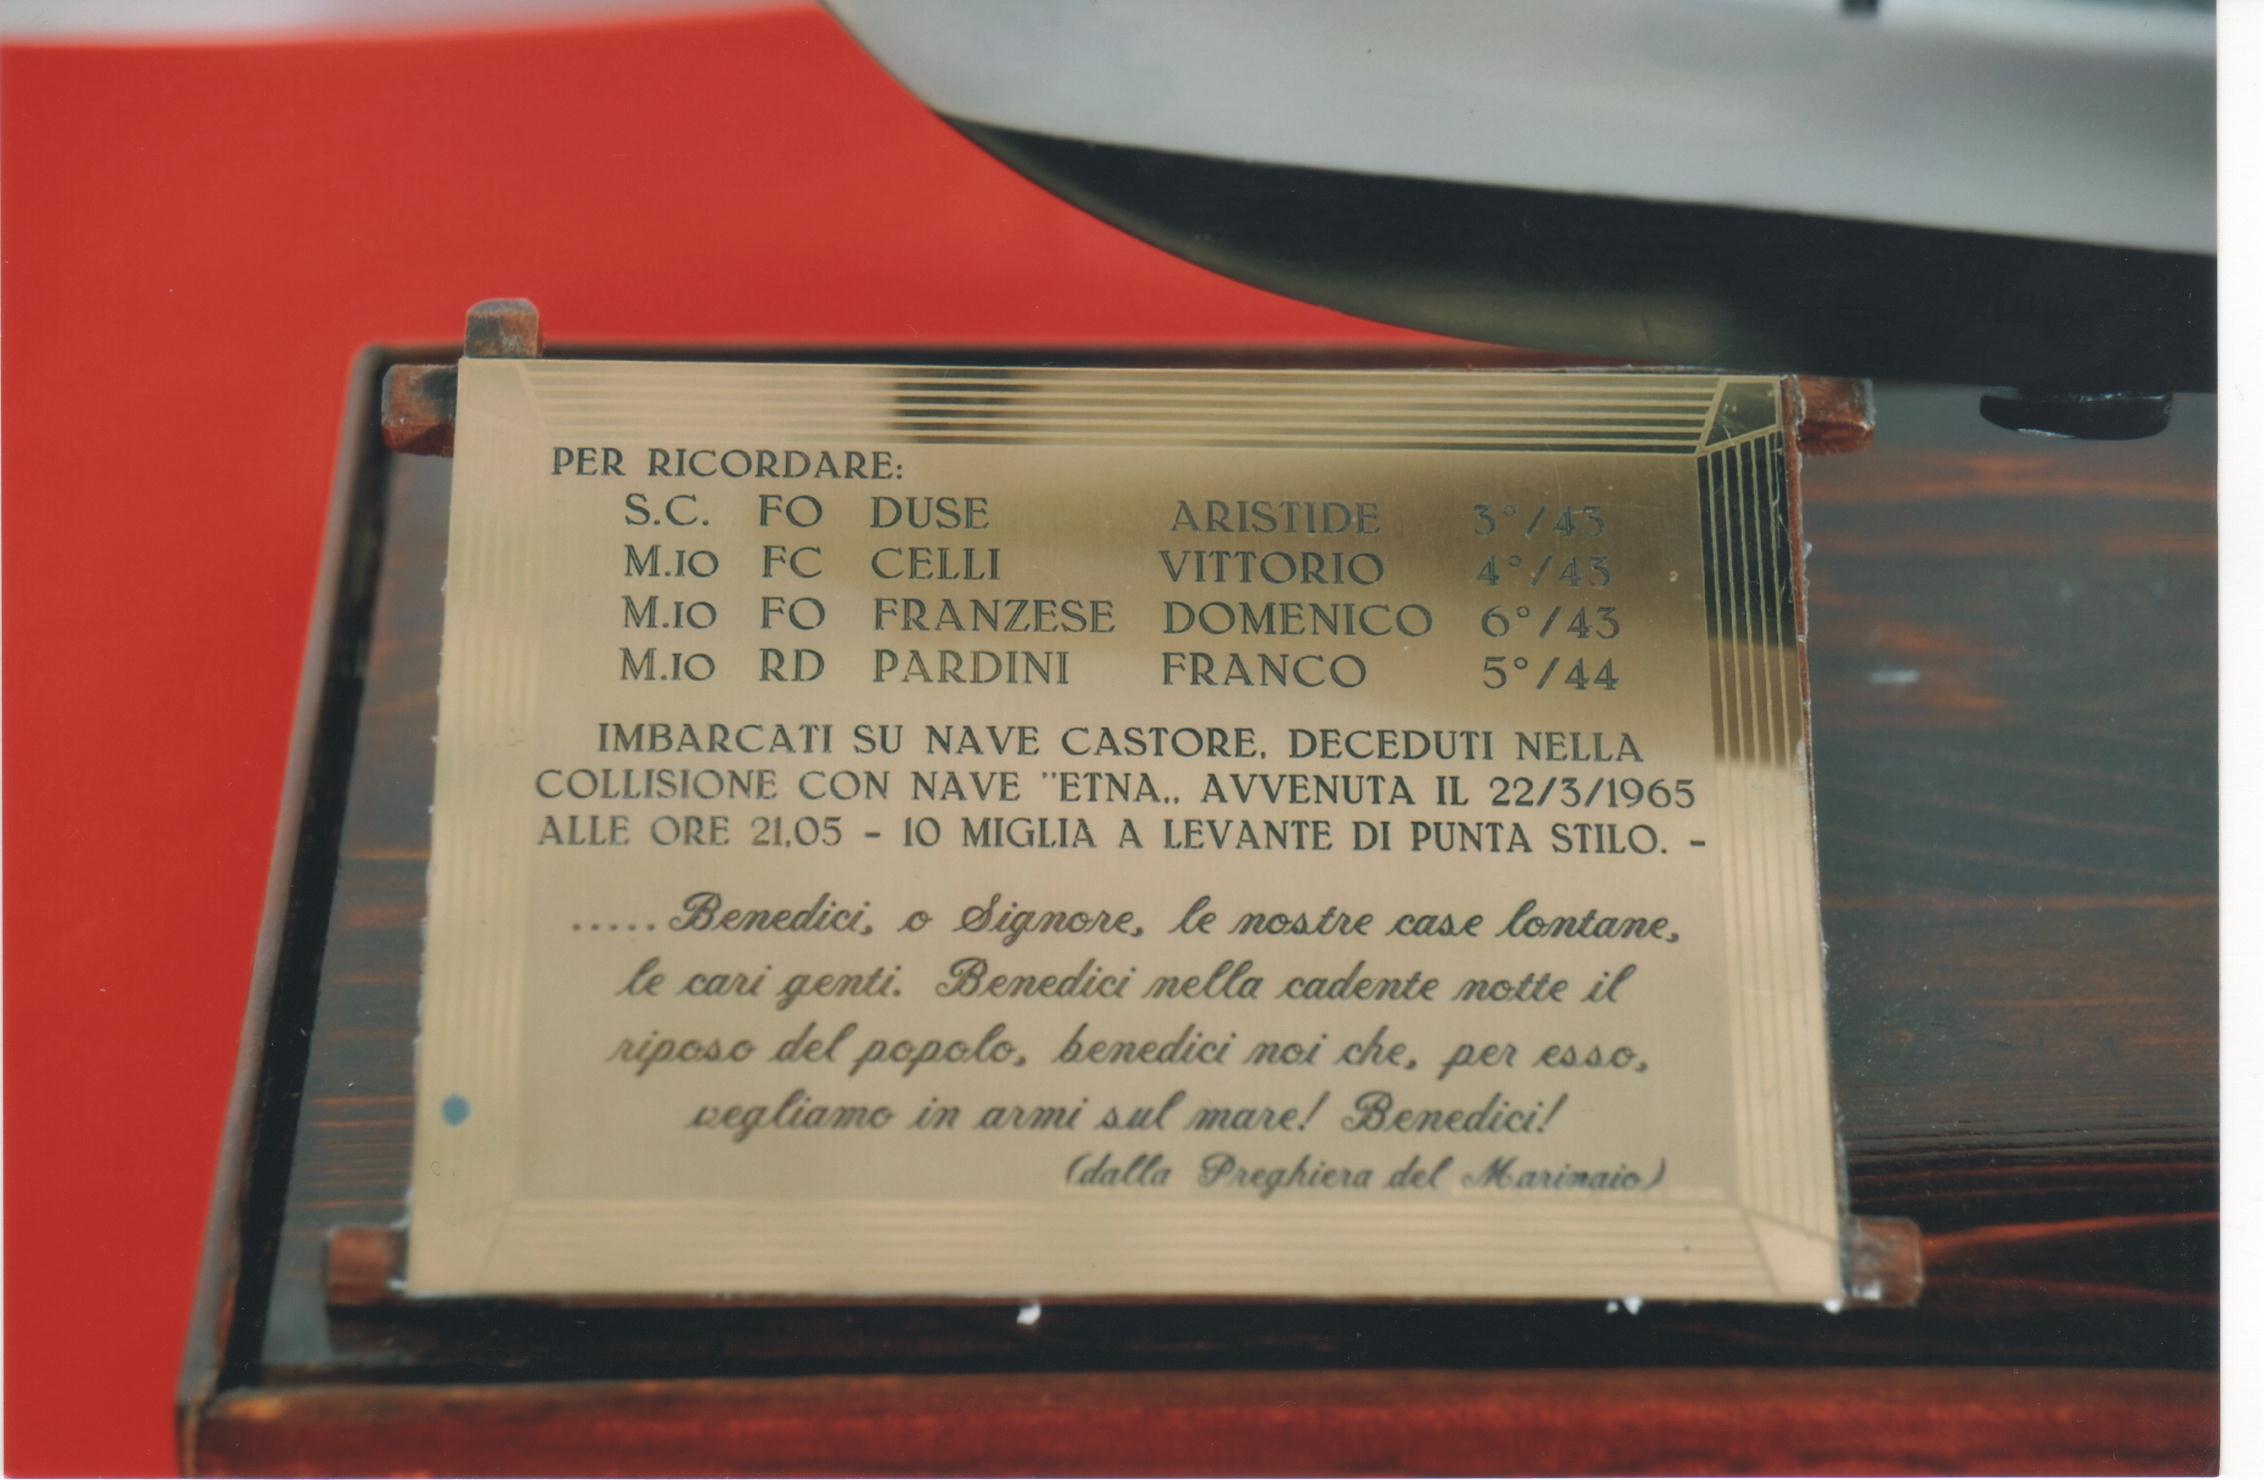 PER RICORDARE:
S.C. FO DUSE ARISTIDE 3°/43
M.IO FC CELLI VITTORIO 4°/43
M.IO FO FRANZESE DOMENICO 6°/43
M.IO RD PARDINI FRANCO 5°/44
IMBARCATI SU NAVE CASTORE, DECEDUTI NELLA
COLLISIONE CON NAVE "ETNA,, AVVENUTA IL 22/3/1965
ALLE ORE 21,05 - 10 MIGLIA A LEVANTE DI PUNTA STILO. -
..... Benedici, o Signore, le nostre case lontane,
le cari genti. Benedici nella cadente notte il
riposo del popolo, benedici noi che, per esso,
vegliamo in armi sul mare! Benedici!
(dalla Preghiera del Marinaio)